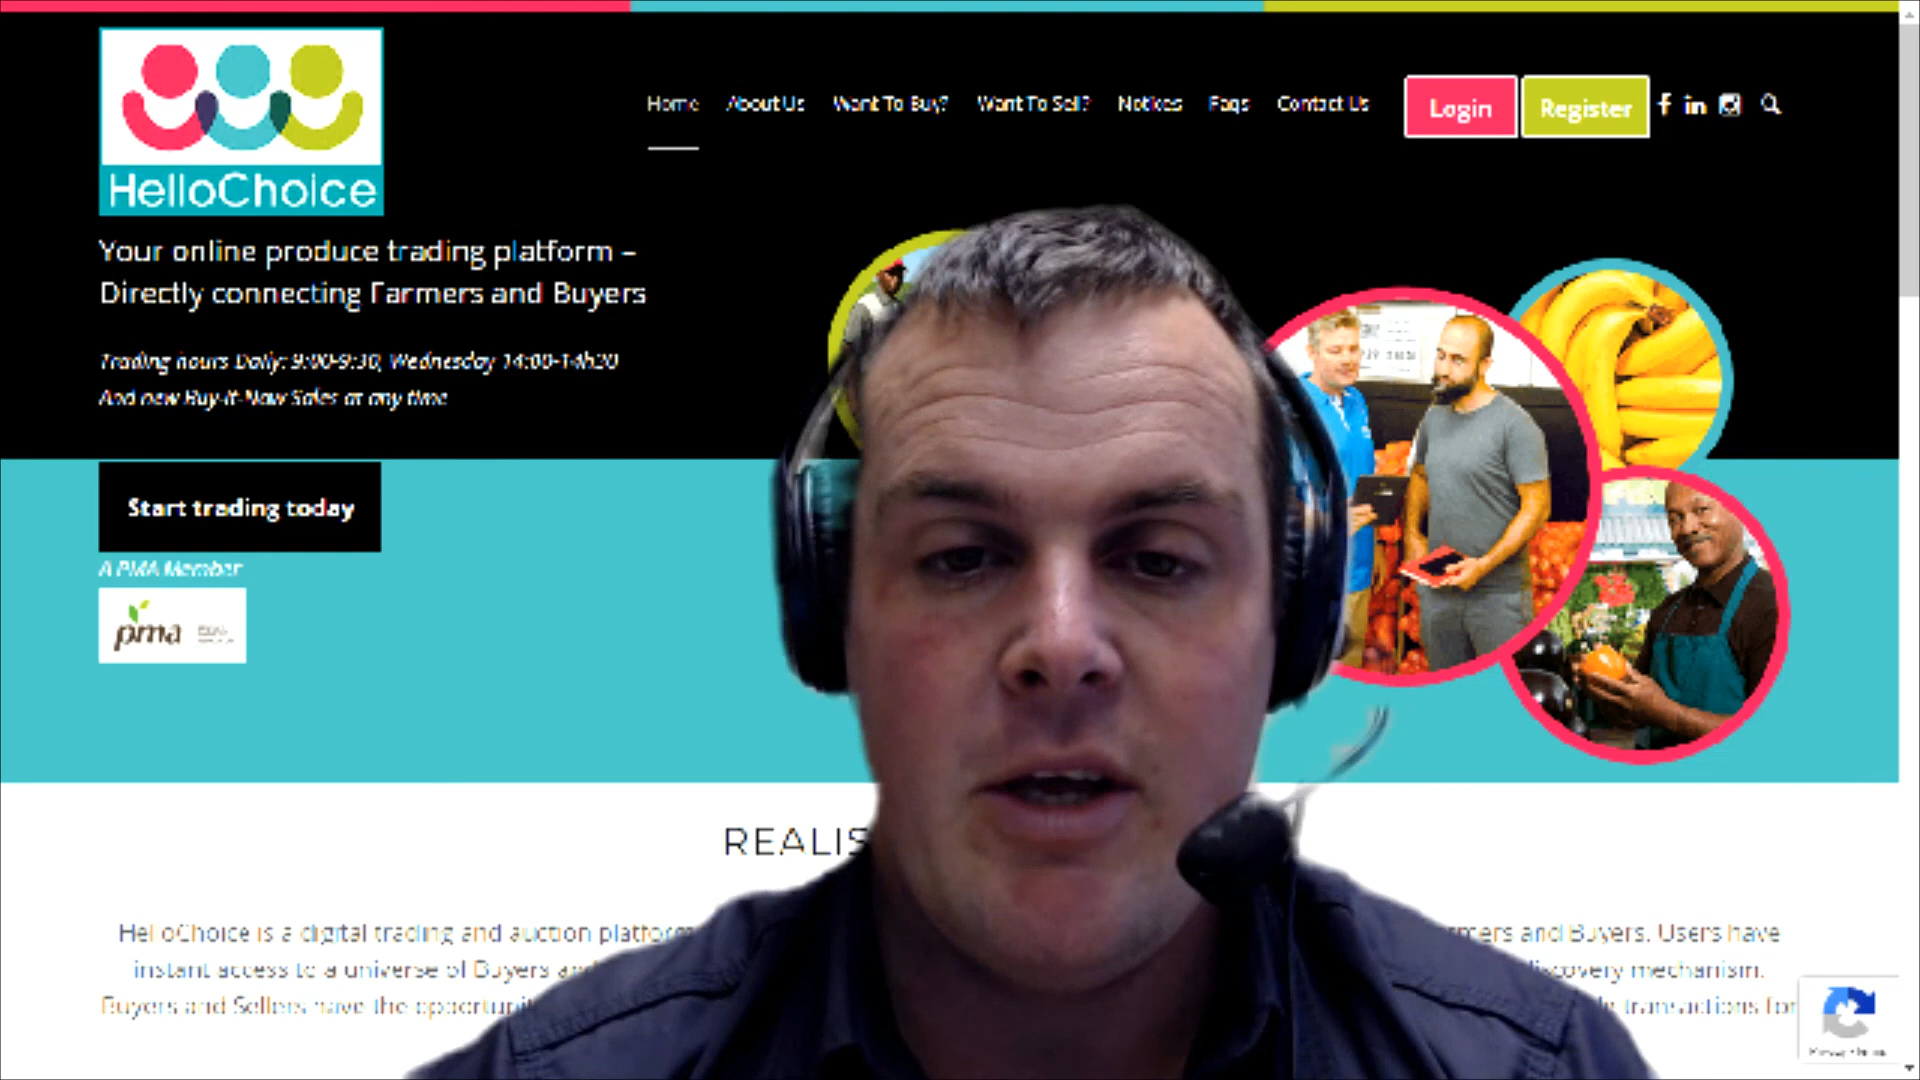 Home About Us Want To Buy? Want To Sell? Notices Faqs Contact Us Login Register
HelloChoice
Your online produce trading platform –
Directly connecting Farmers and Buyers
Trading hours Daily: 9:00-9:30, Wednesday 14:00-14h20
And new Buy-It-Now Sales at any time
Start trading today
A PMA Member
pma
REALIS
HelloChoice is a digital trading and auction platform Farmers and Buyers. Users have
instant access to a universe of Buyers and discovery mechanism.
Buyers and Sellers have the opportunit transactions for